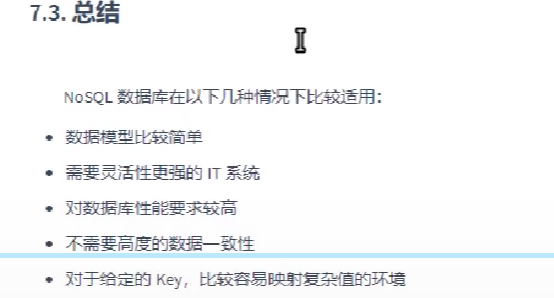 7.3. 总结
NoSQL 数据库在以下几种情况下比较适用：
• 数据模型比较简单
• 需要灵活性更强的 IT 系统
• 对数据库性能要求较高
• 不需要高度的数据一致性
• 对于给定的 Key，比较容易映射复杂值的环境